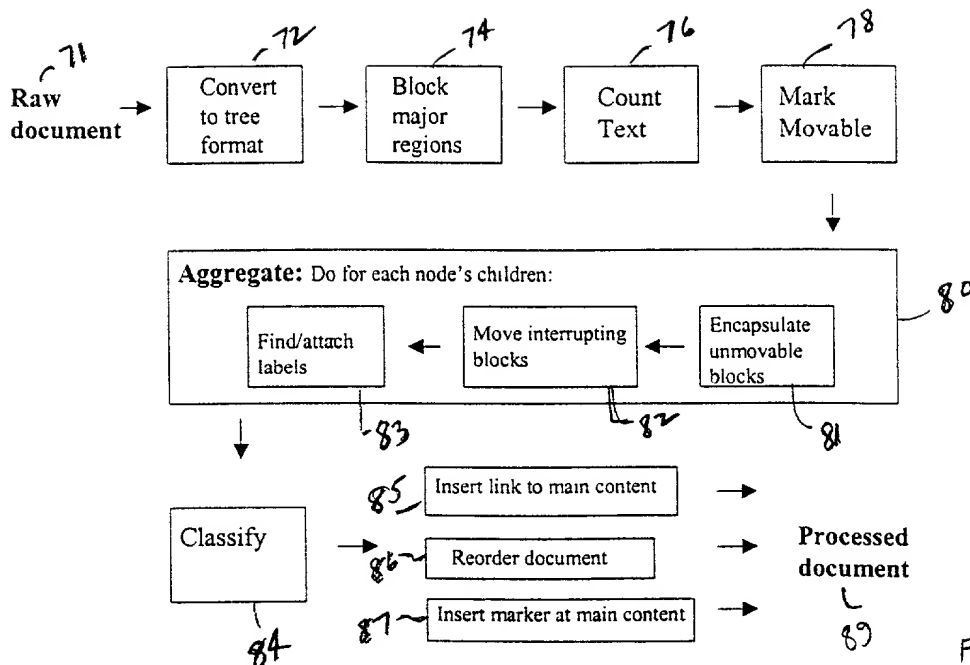 71
72
74
76
78
Raw
document
Convert
to tree
format
Block
major
regions
Count
Text
Mark
Movable
Aggregate: Do for each node's children:
80
Find/attach
labels
Move interrupting
blocks
Encapsulate
unmovable
blocks
83
82
81
85
Insert link to main content
Classify
86
Reorder document
Processed
document
87
Insert marker at main content
84
89
F